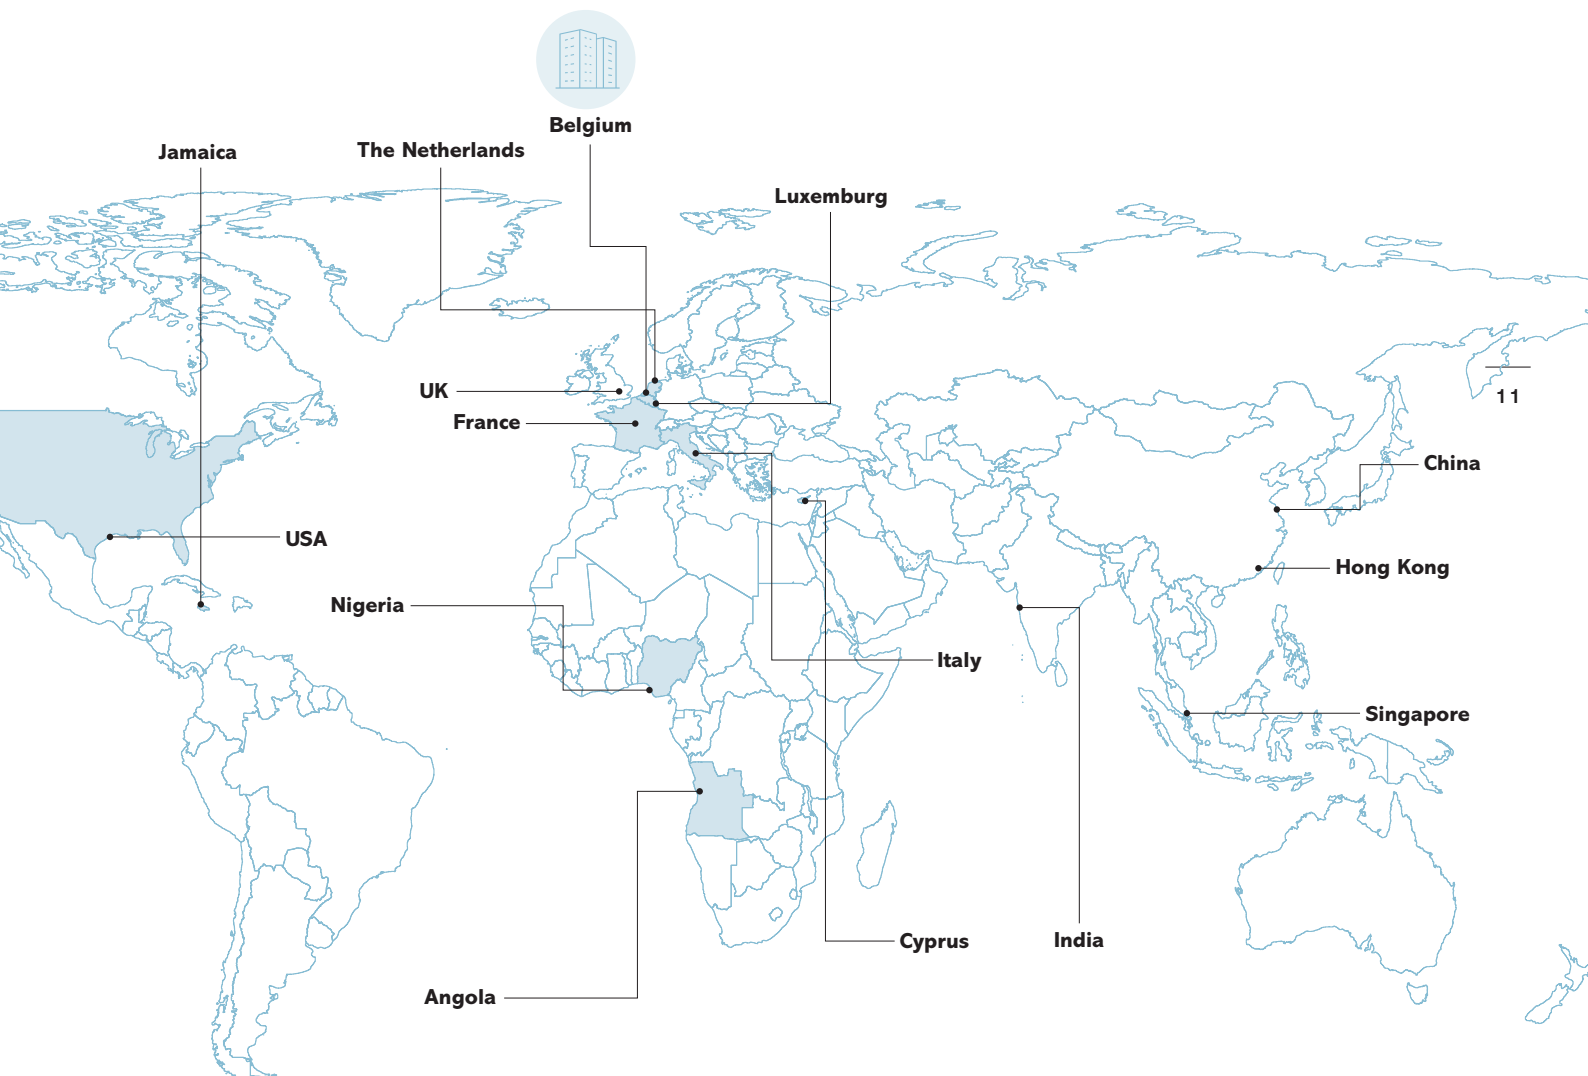 Belgium
Jamaica
The Netherlands
Luxemburg
UK
11
France
China
USA
Hong Kong
Nigeria
Italy
Singapore
Cyprus
India
Angola